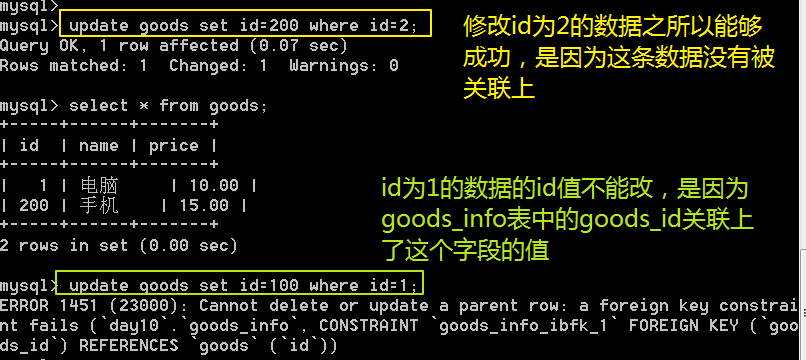 mysql>
mysql> update goods set id=200 where id=2;
Query OK, 1 row affected (0.07 sec)
Rows matched: 1  Changed: 1  Warnings: 0
修改id为2的数据之所以能够
成功，是因为这条数据没有被
关联上
mysql> select * from goods;
+-----+------+-------+
| id  | name | price |
+-----+------+-------+
|   1 | 电脑     | 10.00 |
| 200 | 手机     | 15.00 |
+-----+------+-------+
2 rows in set (0.00 sec)
id为1的数据的id值不能改，是因为
goods_info表中的goods_id关联上
了这个字段的值
mysql> update goods set id=100 where id=1;
ERROR 1451 (23000): Cannot delete or update a parent row: a foreign key constrai
nt fails (`day10`.`goods_info`, CONSTRAINT `goods_info_ibfk_1` FOREIGN KEY (`goo
ds_id`) REFERENCES `goods` (`id`))